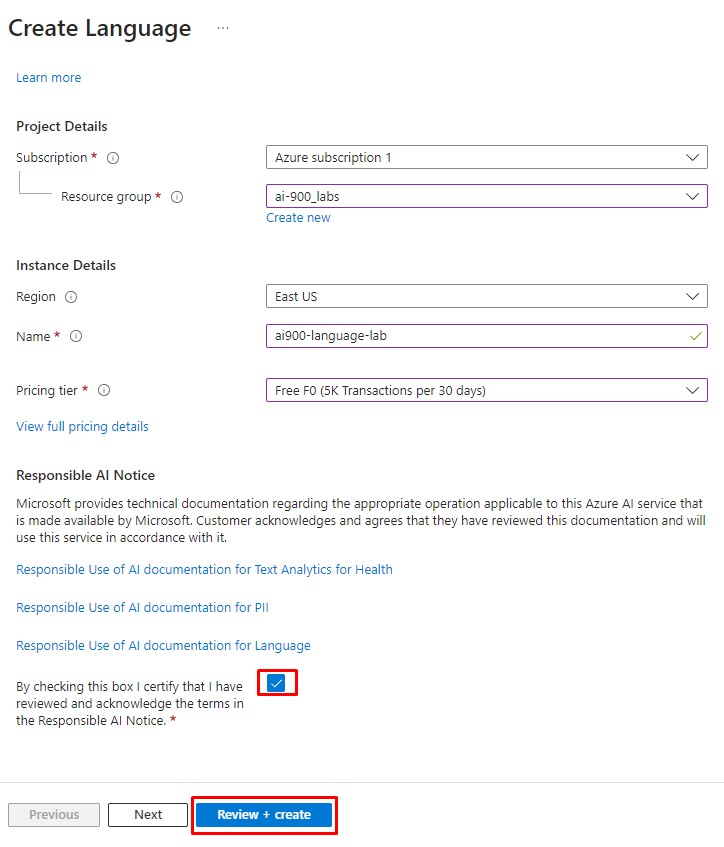 Create Language ...
Learn more
Project Details
Subscription *
Azure subscription 1
Resource group *
ai-900_labs
Create new
Instance Details
Region
East US
Name *
ai900-language-lab
Pricing tier *
Free F0 (5K Transactions per 30 days)
View full pricing details
Responsible AI Notice
Microsoft provides technical documentation regarding the appropriate operation applicable to this Azure AI service that
is made available by Microsoft. Customer acknowledges and agrees that they have reviewed this documentation and will
use this service in accordance with it.
Responsible Use of AI documentation for Text Analytics for Health
Responsible Use of AI documentation for PII
Responsible Use of AI documentation for Language
By checking this box I certify that I have
reviewed and acknowledge the terms in
the Responsible AI Notice. *
Previous
Next
Review + create